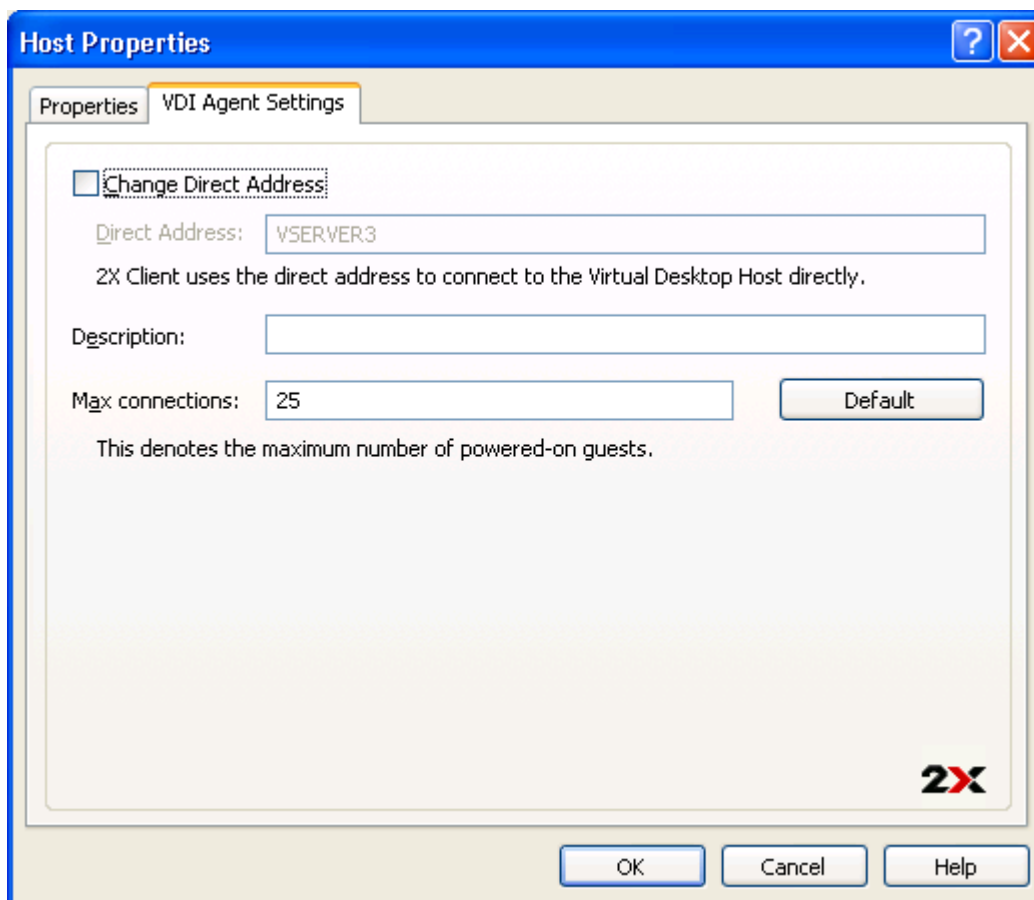 Host Properties
Properties
VDI Agent Settings
Change Direct Address
Direct Address: VSERVER3
2X Client uses the direct address to connect to the Virtual Desktop Host directly.
Description:
Max connections: 25 Default
This denotes the maximum number of powered-on guests.
2X
OK Cancel Help